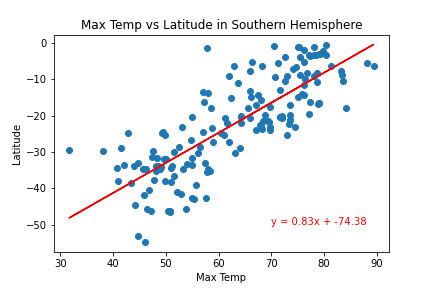 Max Temp vs Latitude in Southern Hemisphere
0
−10
−20
−30
−40
−50
Latitude
y = 0.83x + -74.38
30 40 50 60 70 80 90
Max Temp